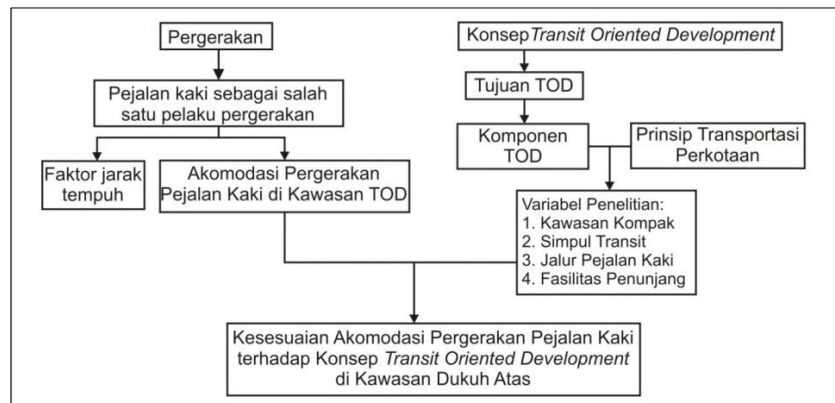 Pergerakan
Konsep Transit Oriented Development
Pejalan kaki sebagai salah
satu pelaku pergerakan
Tujuan TOD
Komponen
TOD
Prinsip Transportasi
Perkotaan
Faktor jarak
tempuh
Akomodasi Pergerakan
Pejalan Kaki di Kawasan TOD
Variabel Penelitian:
1. Kawasan Kompak
2. Simpul Transit
3. Jalur Pejalan Kaki
4. Fasilitas Penunjang
Kesesuaian Akomodasi Pergerakan Pejalan Kaki
terhadap Konsep Transit Oriented Development
di Kawasan Dukuh Atas